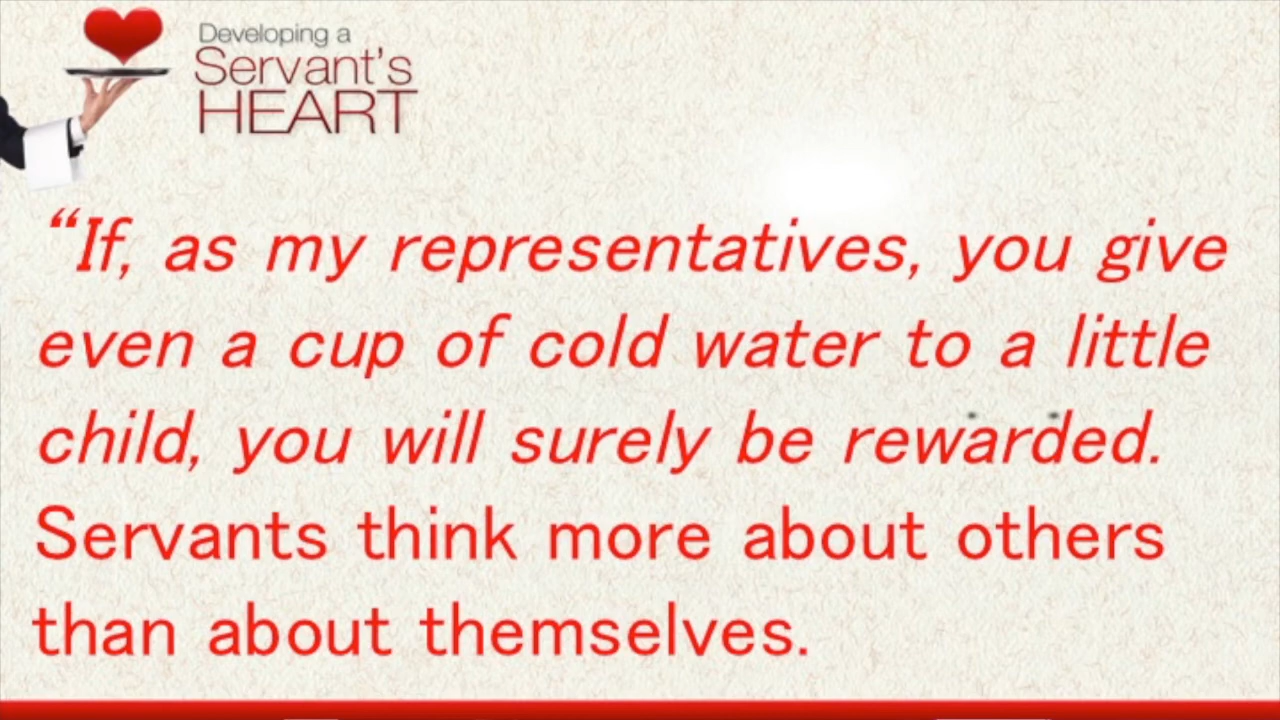 Developing a
Servant's
HEART
“If, as my representatives, you give
even a cup of cold water to a little
child, you will surely be rewarded.
Servants think more about others
than about themselves.